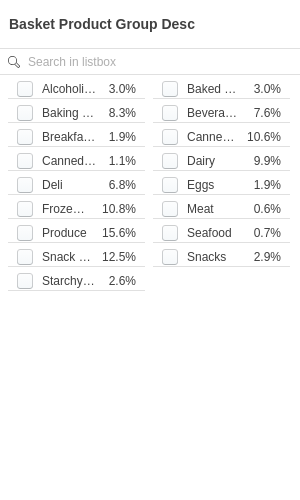 Basket Product Group Desc
Search in listbox
Alcoholi... 3.0% Baked ... 3.0%
Baking ... 8.3% Bevera... 7.6%
Breakfa... 1.9% Canne... 10.6%
Canned... 1.1% Dairy 9.9%
Deli 6.8% Eggs 1.9%
Froze... 10.8% Meat 0.6%
Produce 15.6% Seafood 0.7%
Snack ... 12.5% Snacks 2.9%
Starchy... 2.6%